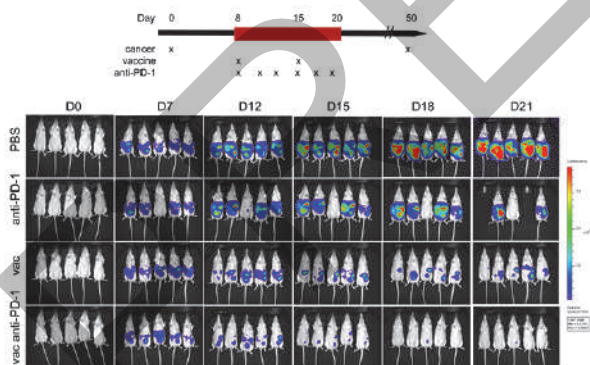 Day 0 8 15 20 50
cancer x x
vaccine x x
anti-PD-1 x x x x x x
D0 D7 D12 D15 D18 D21
PBS
anti-PD-1
vac
vac anti-PD-1